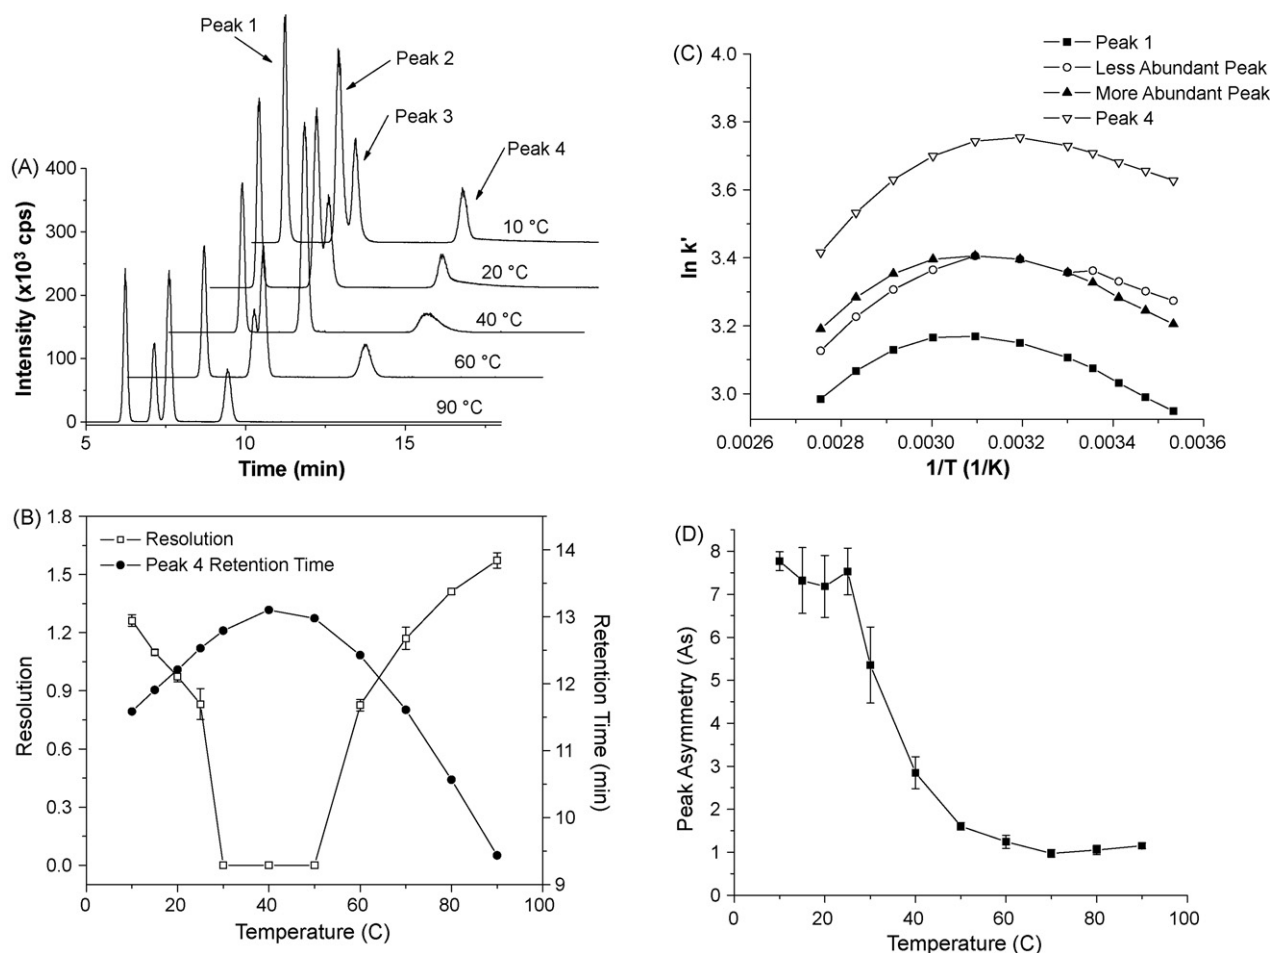 (A)
Peak 1
Peak 2
Peak 3
Peak 4
10 °C
20 °C
40 °C
60 °C
90 °C
400
300
200
100
0
Intensity (x10³ cps)
5 10 15
Time (min)
(C)
Peak 1
Less Abundant Peak
More Abundant Peak
Peak 4
4.0
3.8
3.6
3.4
3.2
3.0
ln k'
0.0026 0.0028 0.0030 0.0032 0.0034 0.0036
1/T (1/K)
(B)
Resolution
Peak 4 Retention Time
1.8
1.5
1.2
0.9
0.6
0.3
0.0
Resolution
14
13
12
11
10
9
Retention Time (min)
0 20 40 60 80 100
Temperature (C)
(D)
8
7
6
5
4
3
2
1
0
Peak Asymmetry (As)
0 20 40 60 80 100
Temperature (C)